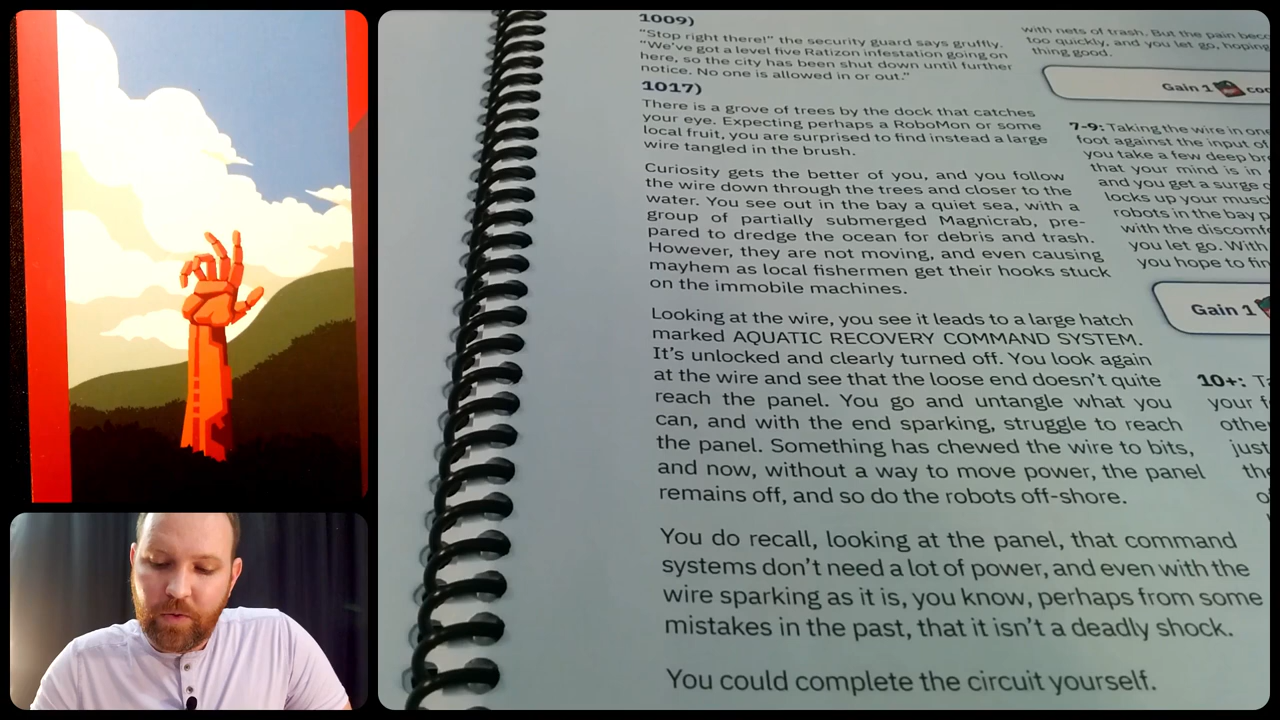 1009)
“Stop right there!” the security guard says gruffly.
“We’ve got a level five Ratizon infestation going on
here, so the city has been shut down until further
notice. No one is allowed in or out.”
1017)
There is a grove of trees by the dock that catches
your eye. Expecting perhaps a RoboMon or some
local fruit, you are surprised to find instead a large
wire tangled in the brush.
Curiosity gets the better of you, and you follow
the wire down through the trees and closer to the
water. You see out in the bay a quiet sea, with a
group of partially submerged Magnicrab, pre-
pared to dredge the ocean for debris and trash.
However, they are not moving, and even causing
mayhem as local fishermen get their hooks stuck
on the immobile machines.
Looking at the wire, you see it leads to a large hatch
marked AQUATIC RECOVERY COMMAND SYSTEM.
It’s unlocked and clearly turned off. You look again
at the wire and see that the loose end doesn’t quite
reach the panel. You go and untangle what you
can, and with the end sparking, struggle to reach
the panel. Something has chewed the wire to bits,
and now, without a way to move power, the panel
remains off, and so do the robots off-shore.
You do recall, looking at the panel, that command
systems don’t need a lot of power, and even with the
wire sparking as it is, you know, perhaps from some
mistakes in the past, that it isn’t a deadly shock.
You could complete the circuit yourself.
with nets of trash. But the pain
too quickly, and you let go, hoping
thing good.
Gain 1
7-9: Taking the wire in
foot against the input of
you take a few deep
that your mind is in
and you get a surge
locks up your
robots in the bay
with the
you let go. With
you hope to
Gain 1
10+:
your
other
just